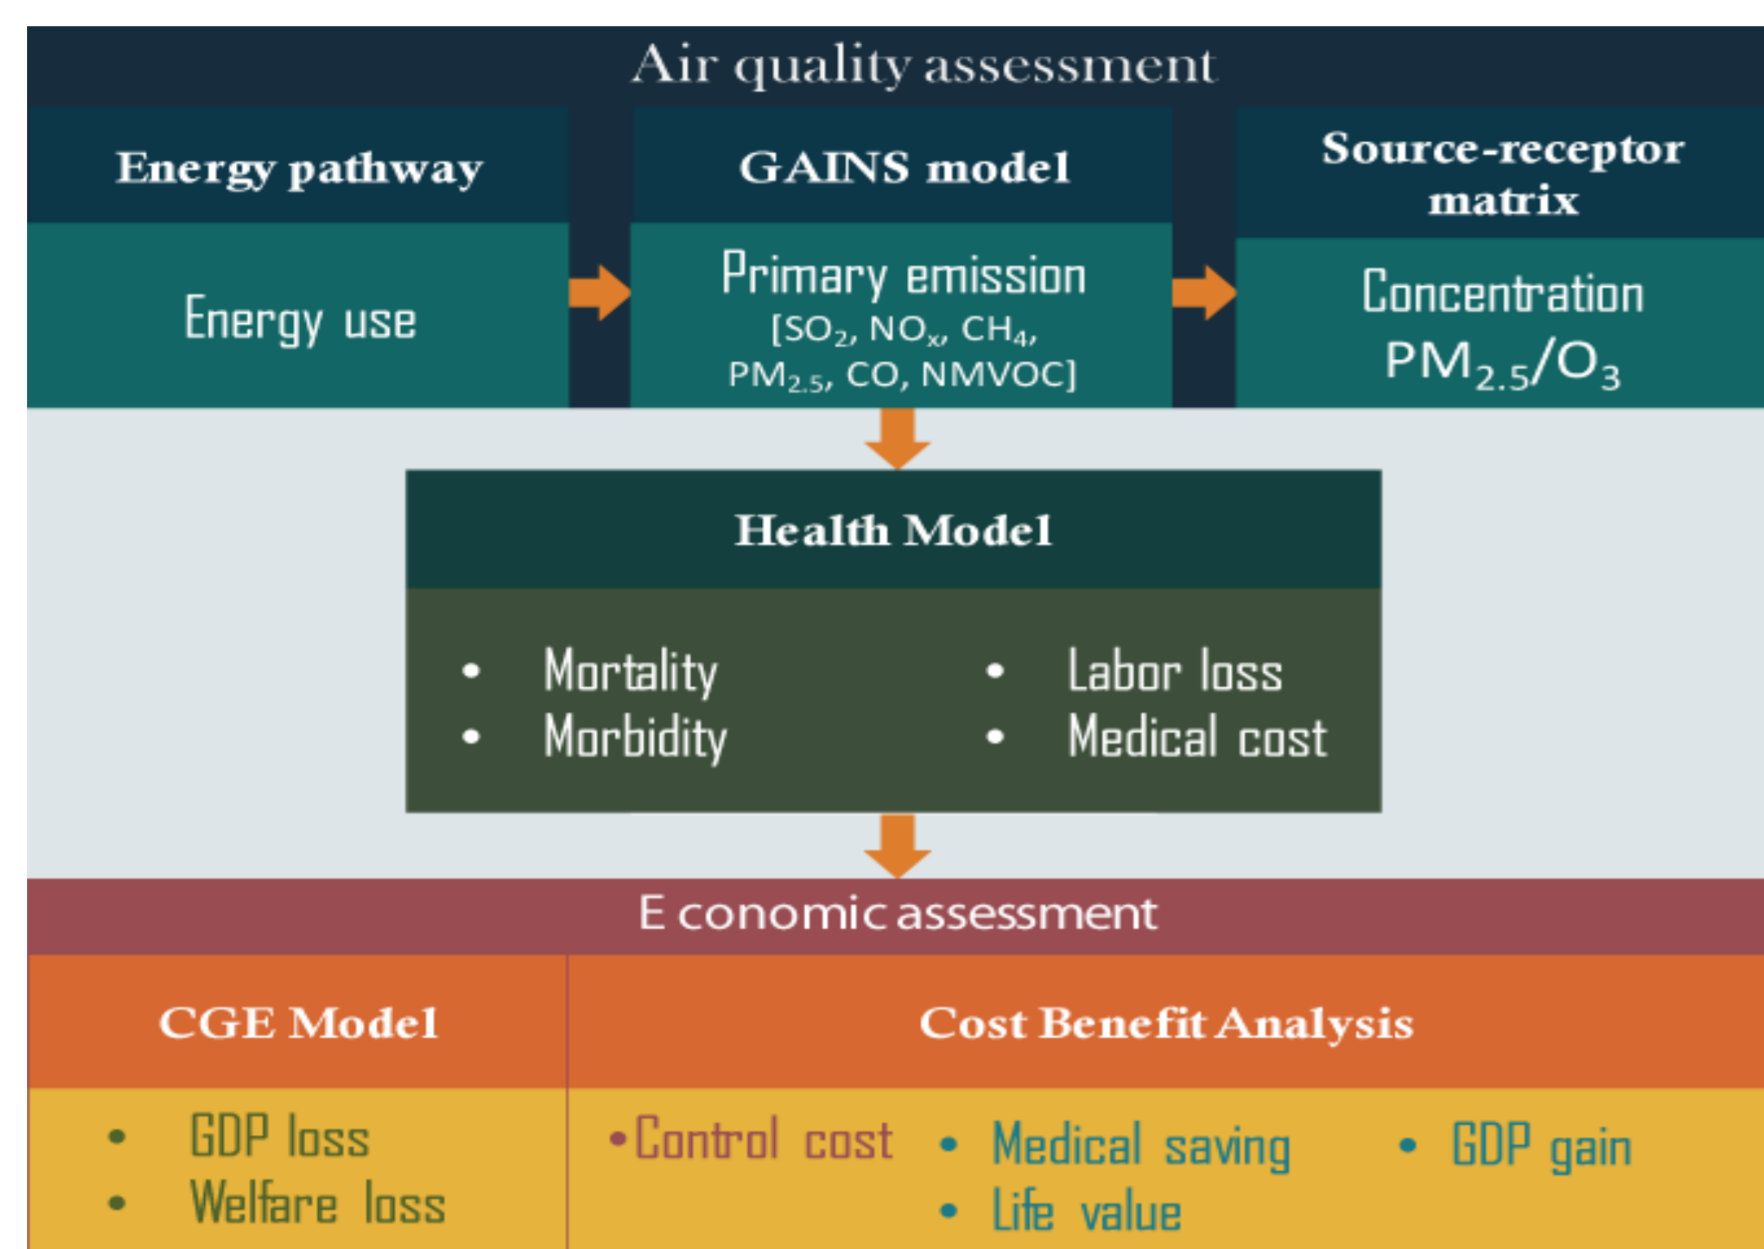 Air quality assessment
Energy pathway
Energy use
GAINS model
Primary emission
[SO₂, NOₓ, CH₄,
PM₂.₅, CO, NMVOC]
Source-receptor
matrix
Concentration
PM₂.₅/O₃
Health Model
• Mortality
• Morbidity
• Labor loss
• Medical cost
E conomic assessment
CGE Model
• GDP loss
• Welfare loss
Cost Benefit Analysis
•Control cost
• Medical saving
• Life value
• GDP gain